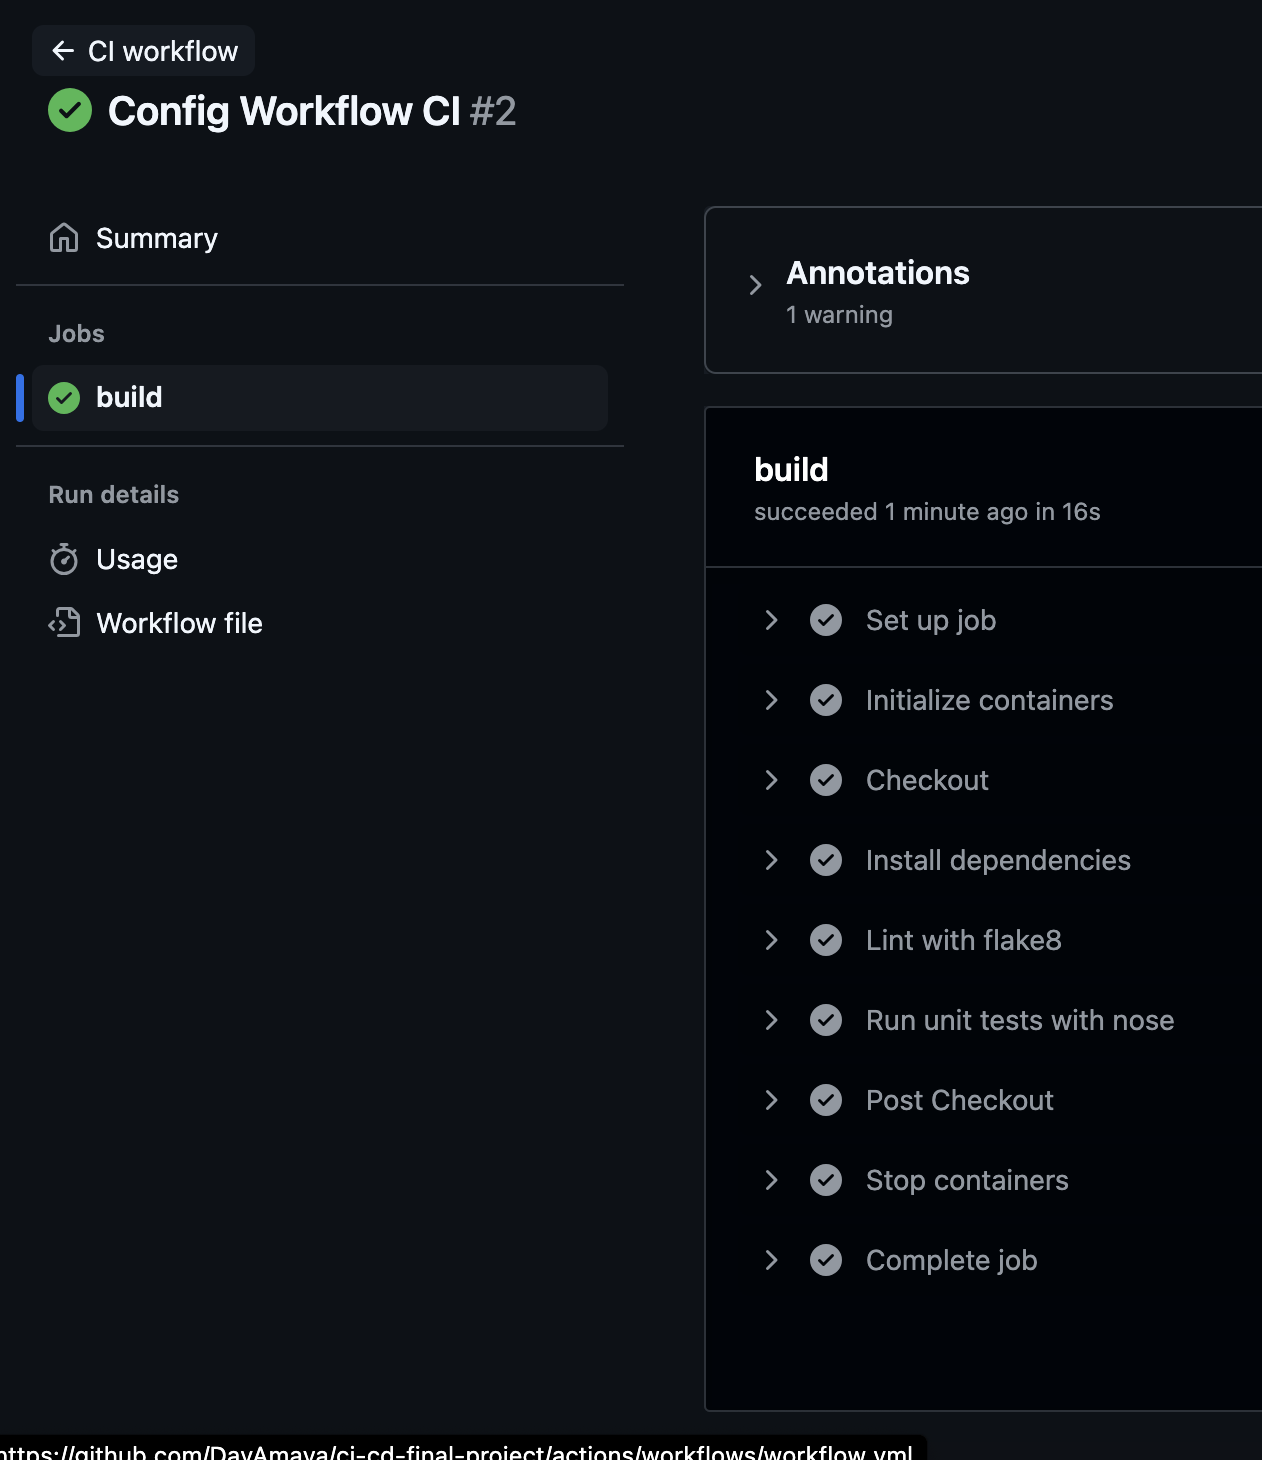 CI workflow
Config Workflow CI #2
Summary
Jobs
build
Run details
Usage
Workflow file
Annotations
1 warning
build
succeeded 1 minute ago in 16s
Set up job
Initialize containers
Checkout
Install dependencies
Lint with flake8
Run unit tests with nose
Post Checkout
Stop containers
Complete job
https://github.com/DayAmaya/ci-cd-final-project/actions/workflows/workflow.yml